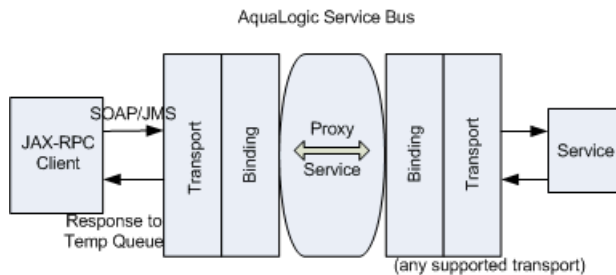 AquaLogic Service Bus
SOAP/JMS
JAX-RPC
Client
Response to
Temp Queue
Transport
Binding
Proxy
Service
Binding
Transport
Service
(any supported transport)